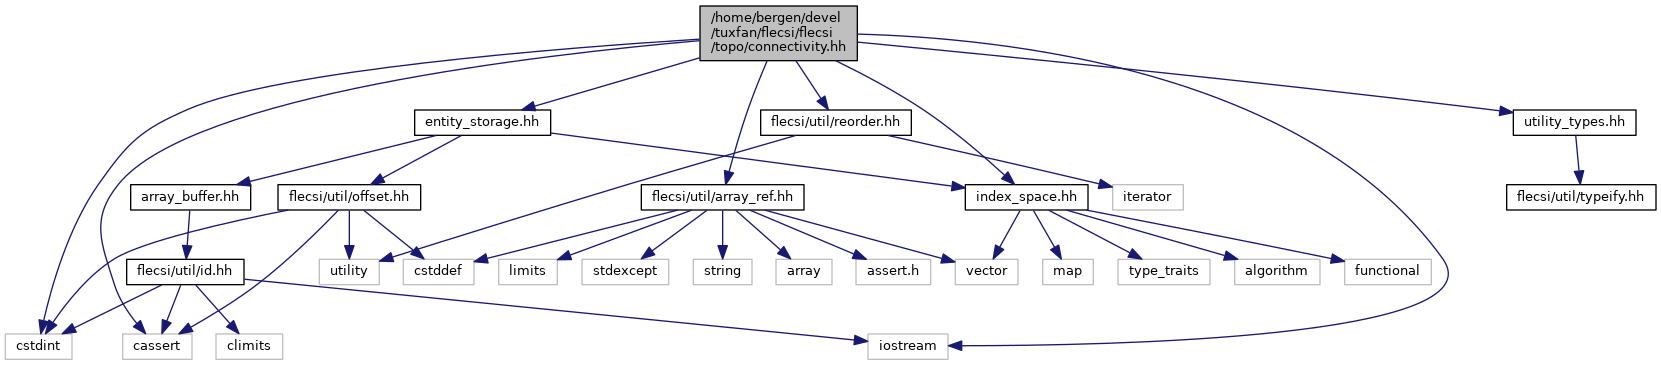 /home/bergen/devel
/tuxfan/flecsi/flecsi
/topo/connectivity.hh
entity_storage.hh
flecsi/util/reorder.hh
utility_types.hh
array_buffer.hh
flecsi/util/offset.hh
flecsi/util/array_ref.hh
index_space.hh
iterator
flecsi/util/typeify.hh
flecsi/util/id.hh
utility
cstddef
limits
stdexcept
string
array
assert.h
vector
map
type_traits
algorithm
functional
cstdint
cassert
climits
iostream